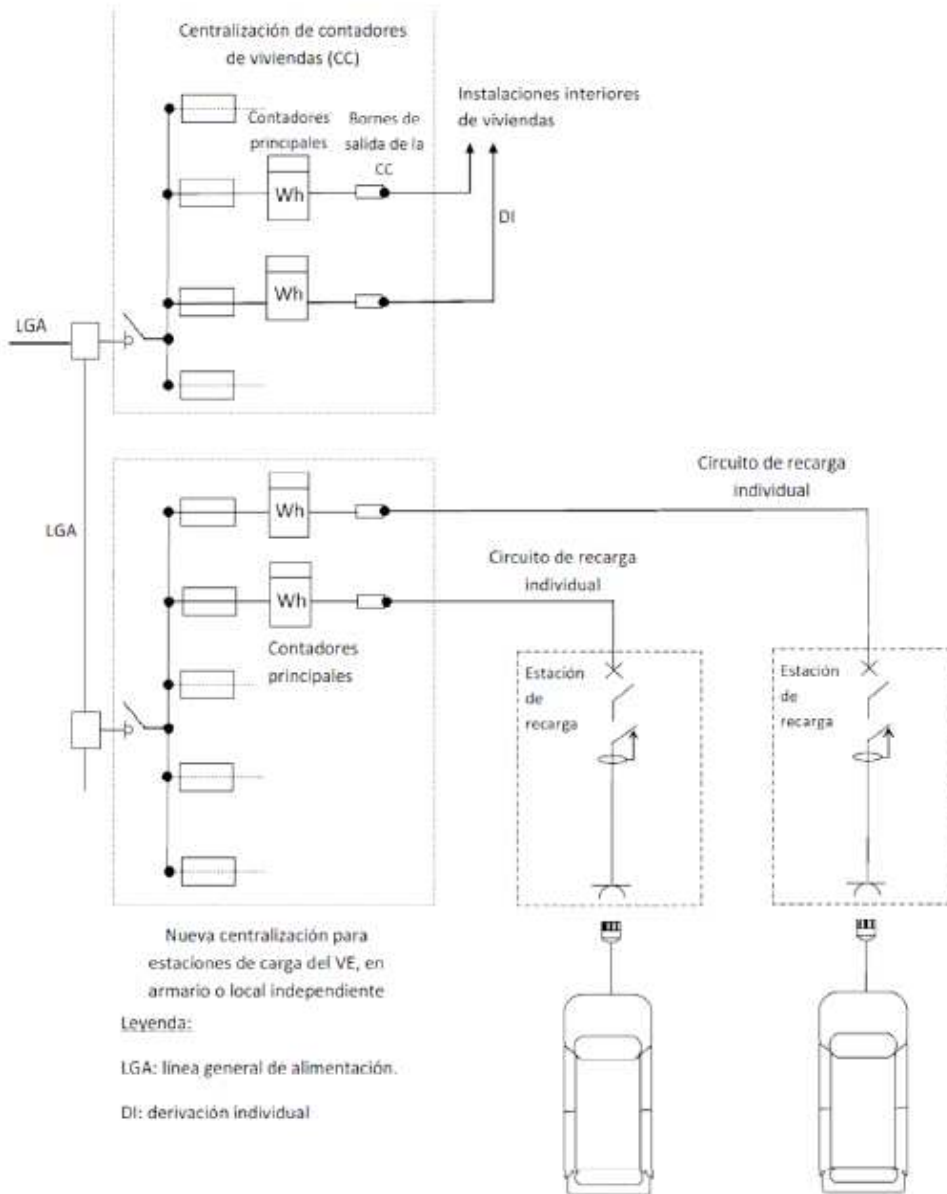 Centralización de contadores
de viviendas (CC)
Contadores
principales
Bornes de
salida de la
CC
Instalaciones interiores
de viviendas
Wh
DI
Wh
LGA
LGA
Wh
Circuito de recarga
individual
Wh
Circuito de recarga
individual
Contadores
principales
Estación
de
recarga
Estación
de
recarga
Nueva centralización para
estaciones de carga del VE, en
armario o local independiente
Leyenda:
LGA: línea general de alimentación.
DI: derivación individual